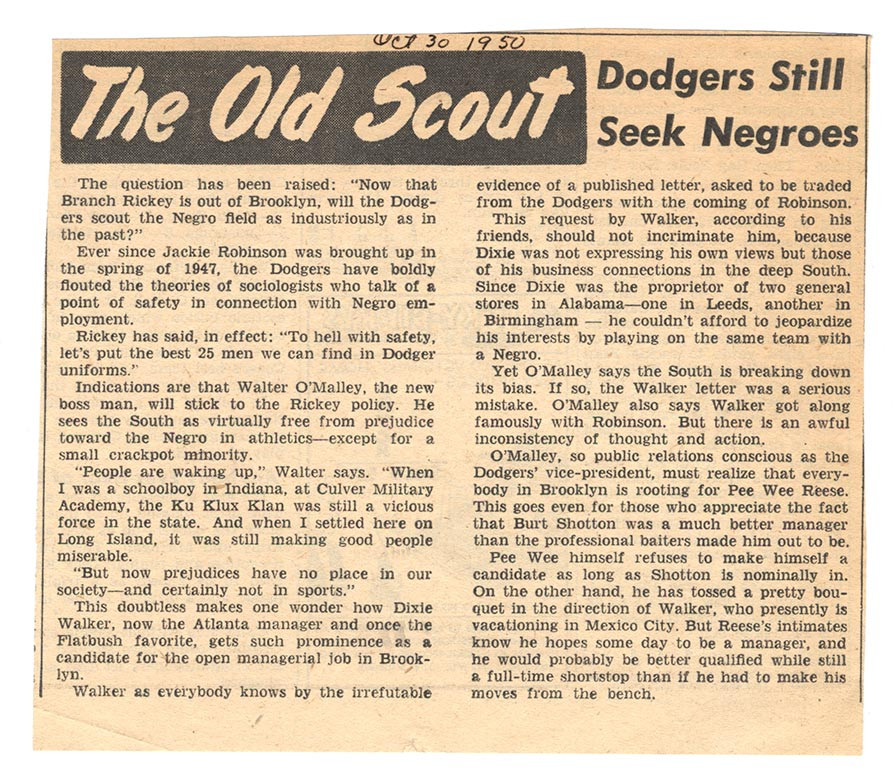 Oct 30 1950
The Old Scout
Dodgers Still
Seek Negroes
The question has been raised: "Now that
Branch Rickey is out of Brooklyn, will the Dodg-
ers scout the Negro field as industriously as in
the past?"
Ever since Jackie Robinson was brought up in
the spring of 1947, the Dodgers have boldly
flouted the theories of sociologists who talk of a
point of safety in connection with Negro em-
ployment.
Rickey has said, in effect: "To hell with safety,
let's put the best 25 men we can find in Dodger
uniforms."
Indications are that Walter O'Malley, the new
boss man, will stick to the Rickey policy. He
sees the South as virtually free from prejudice
toward the Negro in athletics—except for a
small crackpot minority.
"People are waking up," Walter says. "When
I was a schoolboy in Indiana, at Culver Military
Academy, the Ku Klux Klan was still a vicious
force in the state. And when I settled here on
Long Island, it was still making good people
miserable.
"But now prejudices have no place in our
society—and certainly not in sports."
This doubtless makes one wonder how Dixie
Walker, now the Atlanta manager and once the
Flatbush favorite, gets such prominence as a
candidate for the open managerial job in Brook-
lyn.
Walker as everybody knows by the irrefutable
evidence of a published letter, asked to be traded
from the Dodgers with the coming of Robinson.
This request by Walker, according to his
friends, should not incriminate him, because
Dixie was not expressing his own views but those
of his business connections in the deep South.
Since Dixie was the proprietor of two general
stores in Alabama—one in Leeds, another in
Birmingham — he couldn't afford to jeopardize
his interests by playing on the same team with
a Negro.
Yet O'Malley says the South is breaking down
its bias. If so, the Walker letter was a serious
mistake. O'Malley also says Walker got along
famously with Robinson. But there is an awful
inconsistency of thought and action.
O'Malley, so public relations conscious as the
Dodgers' vice-president, must realize that every-
body in Brooklyn is rooting for Pee Wee Reese.
This goes even for those who appreciate the fact
that Burt Shotton was a much better manager
than the professional baiters made him out to be.
Pee Wee himself refuses to make himself a
candidate as long as Shotton is nominally in.
On the other hand, he has tossed a pretty bou-
quet in the direction of Walker, who presently is
vacationing in Mexico City. But Reese's intimates
know he hopes some day to be a manager, and
he would probably be better qualified while still
a full-time shortstop than if he had to make his
moves from the bench.